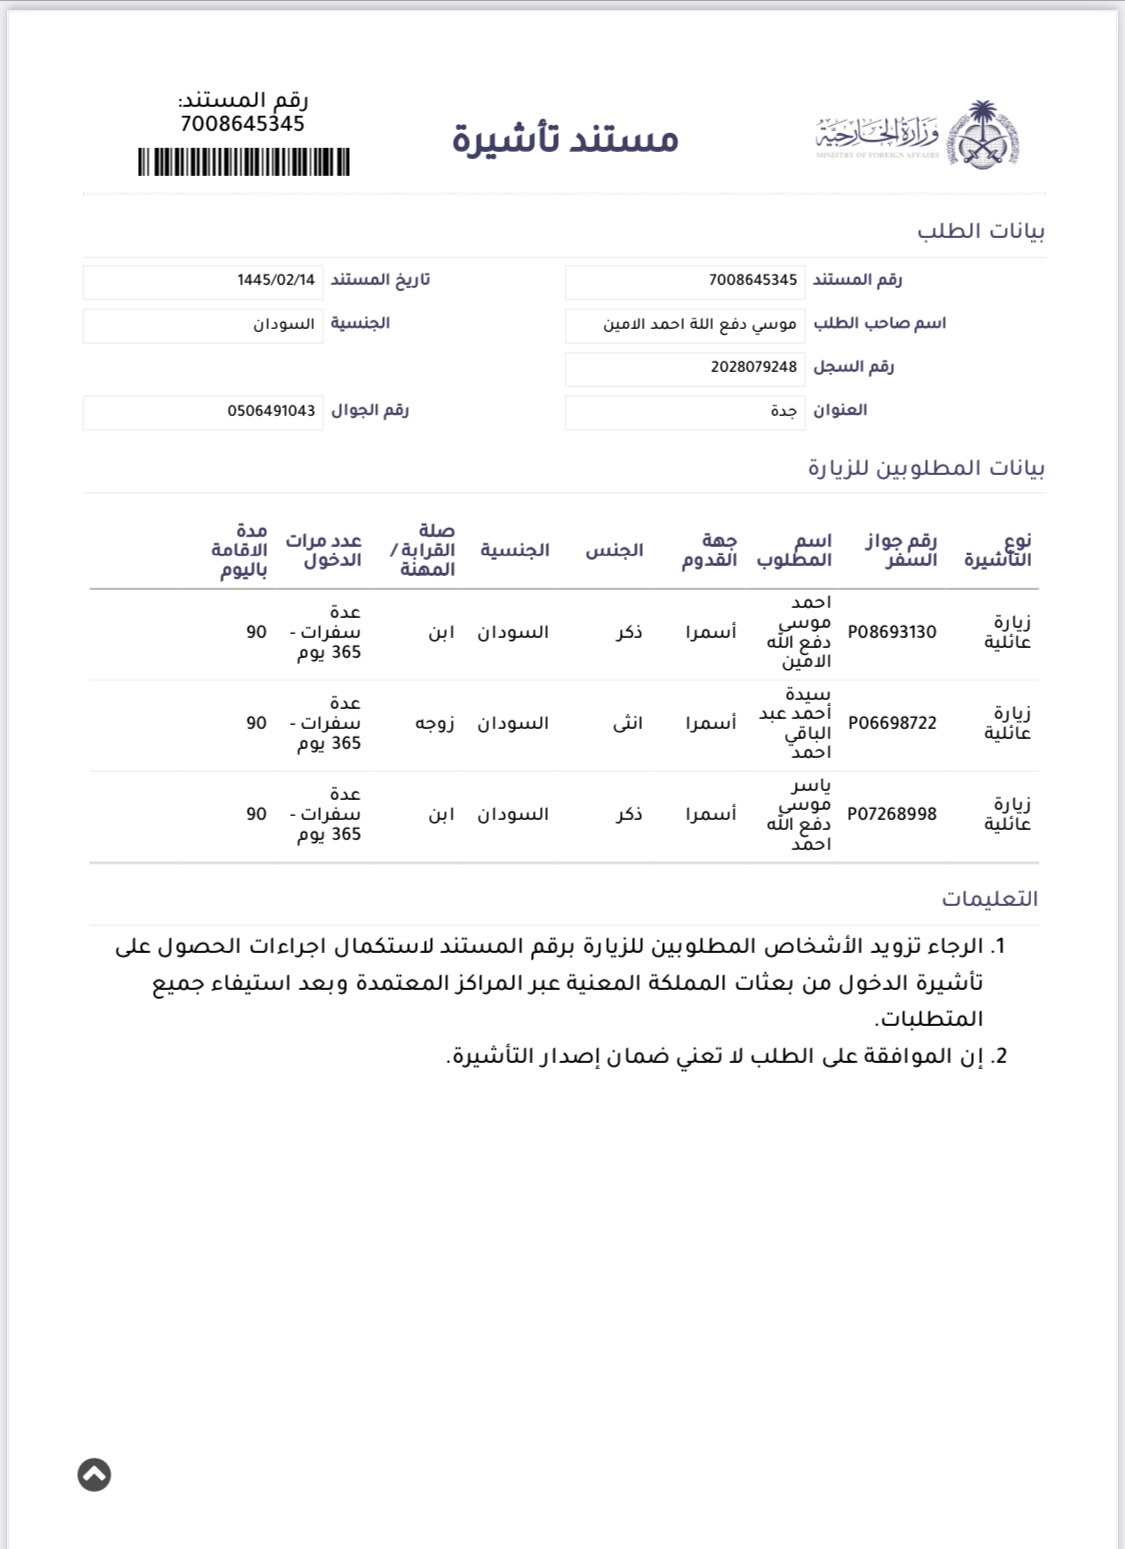 وزارة الخارجية
MINISTRY OF FOREIGN AFFAIRS
مستند تأشيرة
رقم المستند:
7008645345
بيانات الطلب
رقم المستند 7008645345 تاريخ المستند 1445/02/14
اسم صاحب الطلب موسي دفع اللة احمد الامين الجنسية السودان
رقم السجل 2028079248
العنوان جدة رقم الجوال 0506491043
بيانات المطلوبين للزيارة
نوع التأشيرة رقم جواز السفر اسم المطلوب جهة القدوم الجنس الجنسية صلة القرابة / المهنة عدد مرات الدخول مدة الاقامة باليوم
زيارة عائلية P08693130 احمد موسى دفع الله الامين أسمرا ذكر السودان ابن عدة سفرات - 365 يوم 90
زيارة عائلية P06698722 سيدة أحمد عبد الباقي احمد أسمرا انثى السودان زوجه عدة سفرات - 365 يوم 90
زيارة عائلية P07268998 ياسر موسى دفع الله احمد أسمرا ذكر السودان ابن عدة سفرات - 365 يوم 90
التعليمات
1. الرجاء تزويد الأشخاص المطلوبين للزيارة برقم المستند لاستكمال اجراءات الحصول على
تأشيرة الدخول من بعثات المملكة المعنية عبر المراكز المعتمدة وبعد استيفاء جميع
المتطلبات.
2. إن الموافقة على الطلب لا تعني ضمان إصدار التأشيرة.